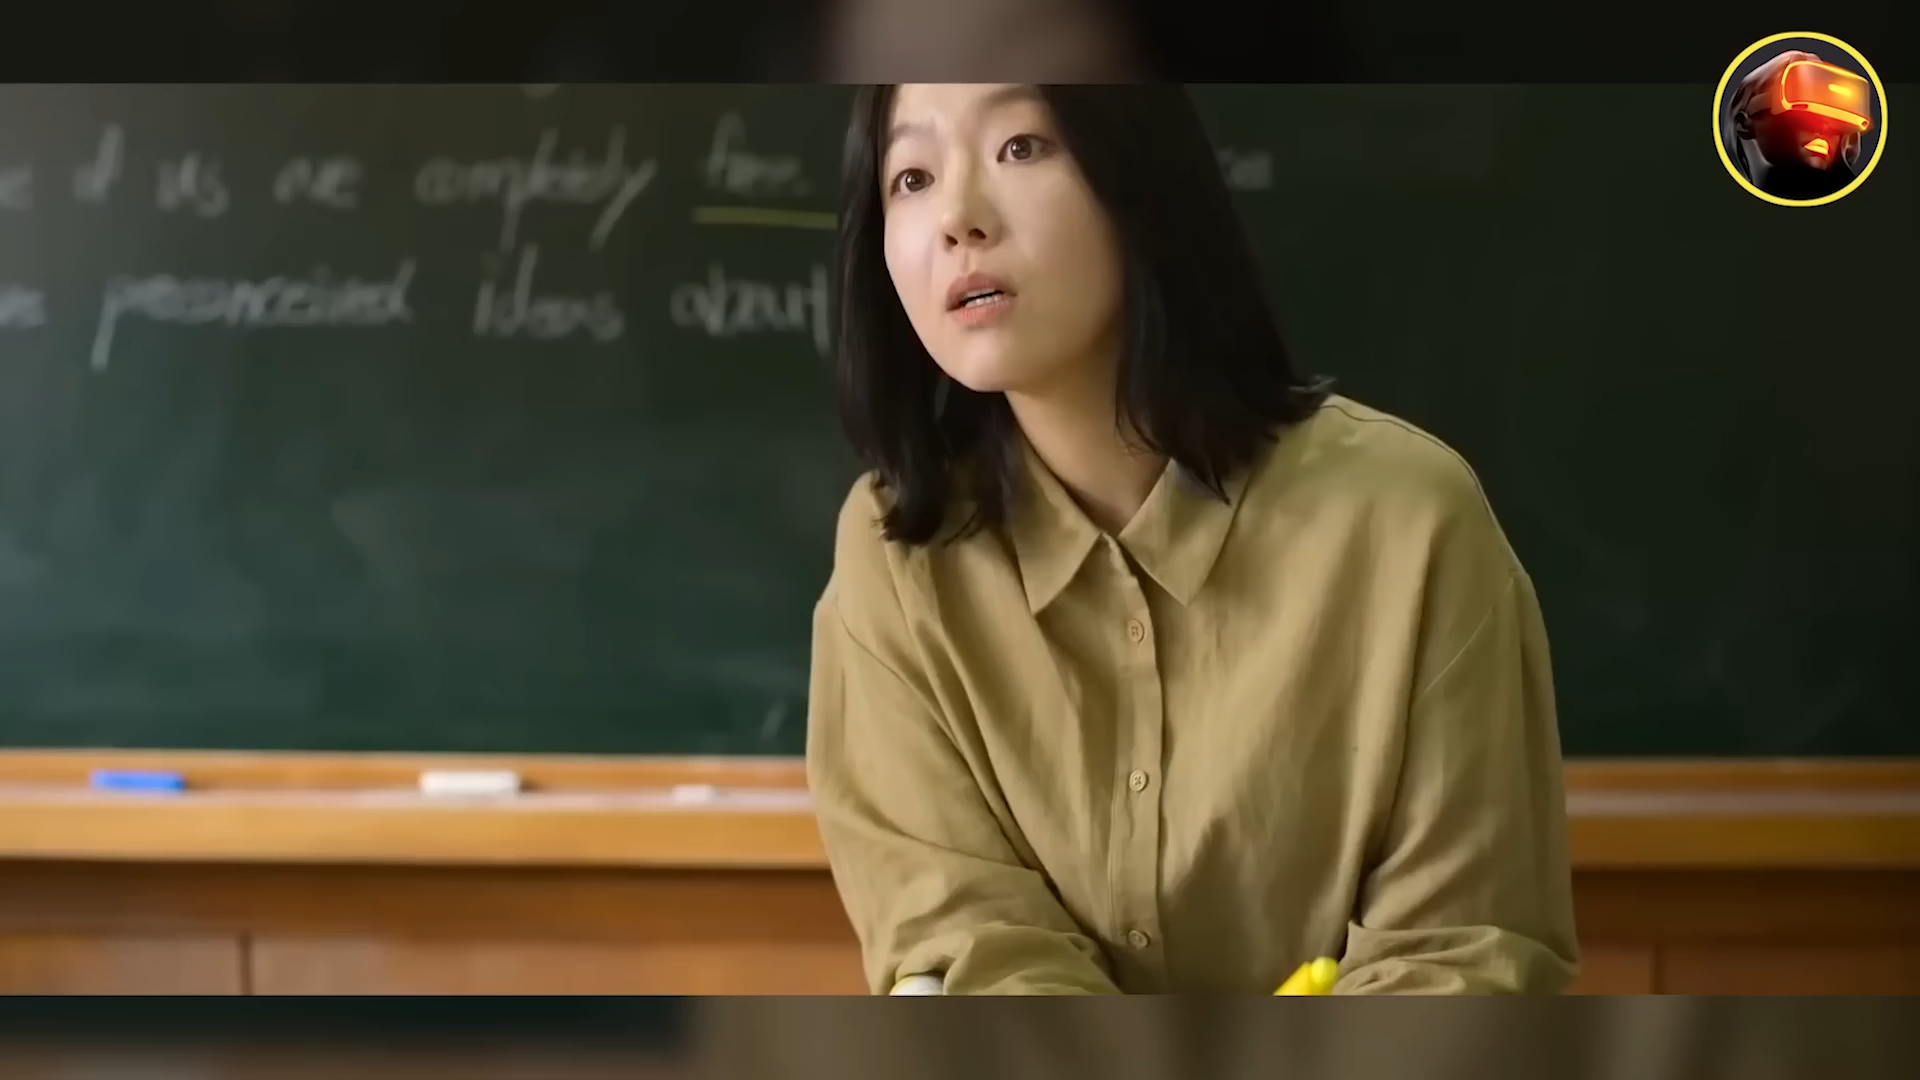 of us are completely free.
preconceived ideas about